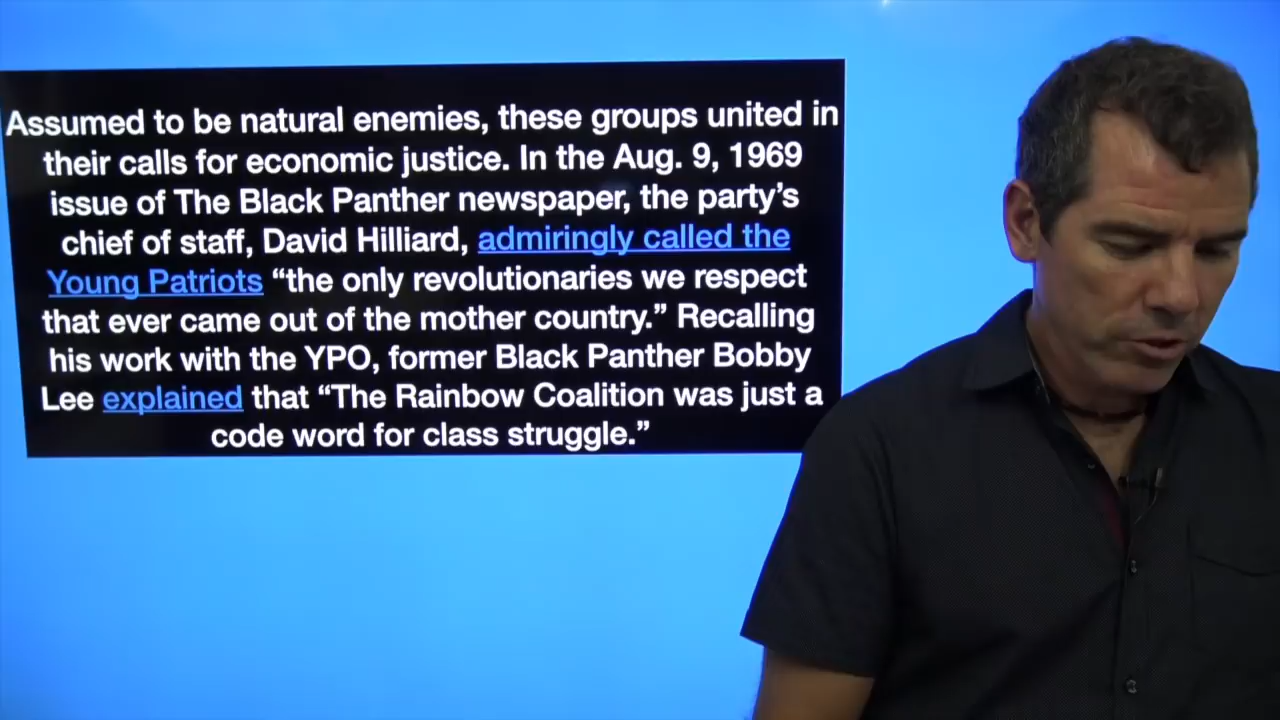 Assumed to be natural enemies, these groups united in
their calls for economic justice. In the Aug. 9, 1969
issue of The Black Panther newspaper, the party’s
chief of staff, David Hilliard, admiringly called the
Young Patriots “the only revolutionaries we respect
that ever came out of the mother country.” Recalling
his work with the YPO, former Black Panther Bobby
Lee explained that “The Rainbow Coalition was just a
code word for class struggle.”